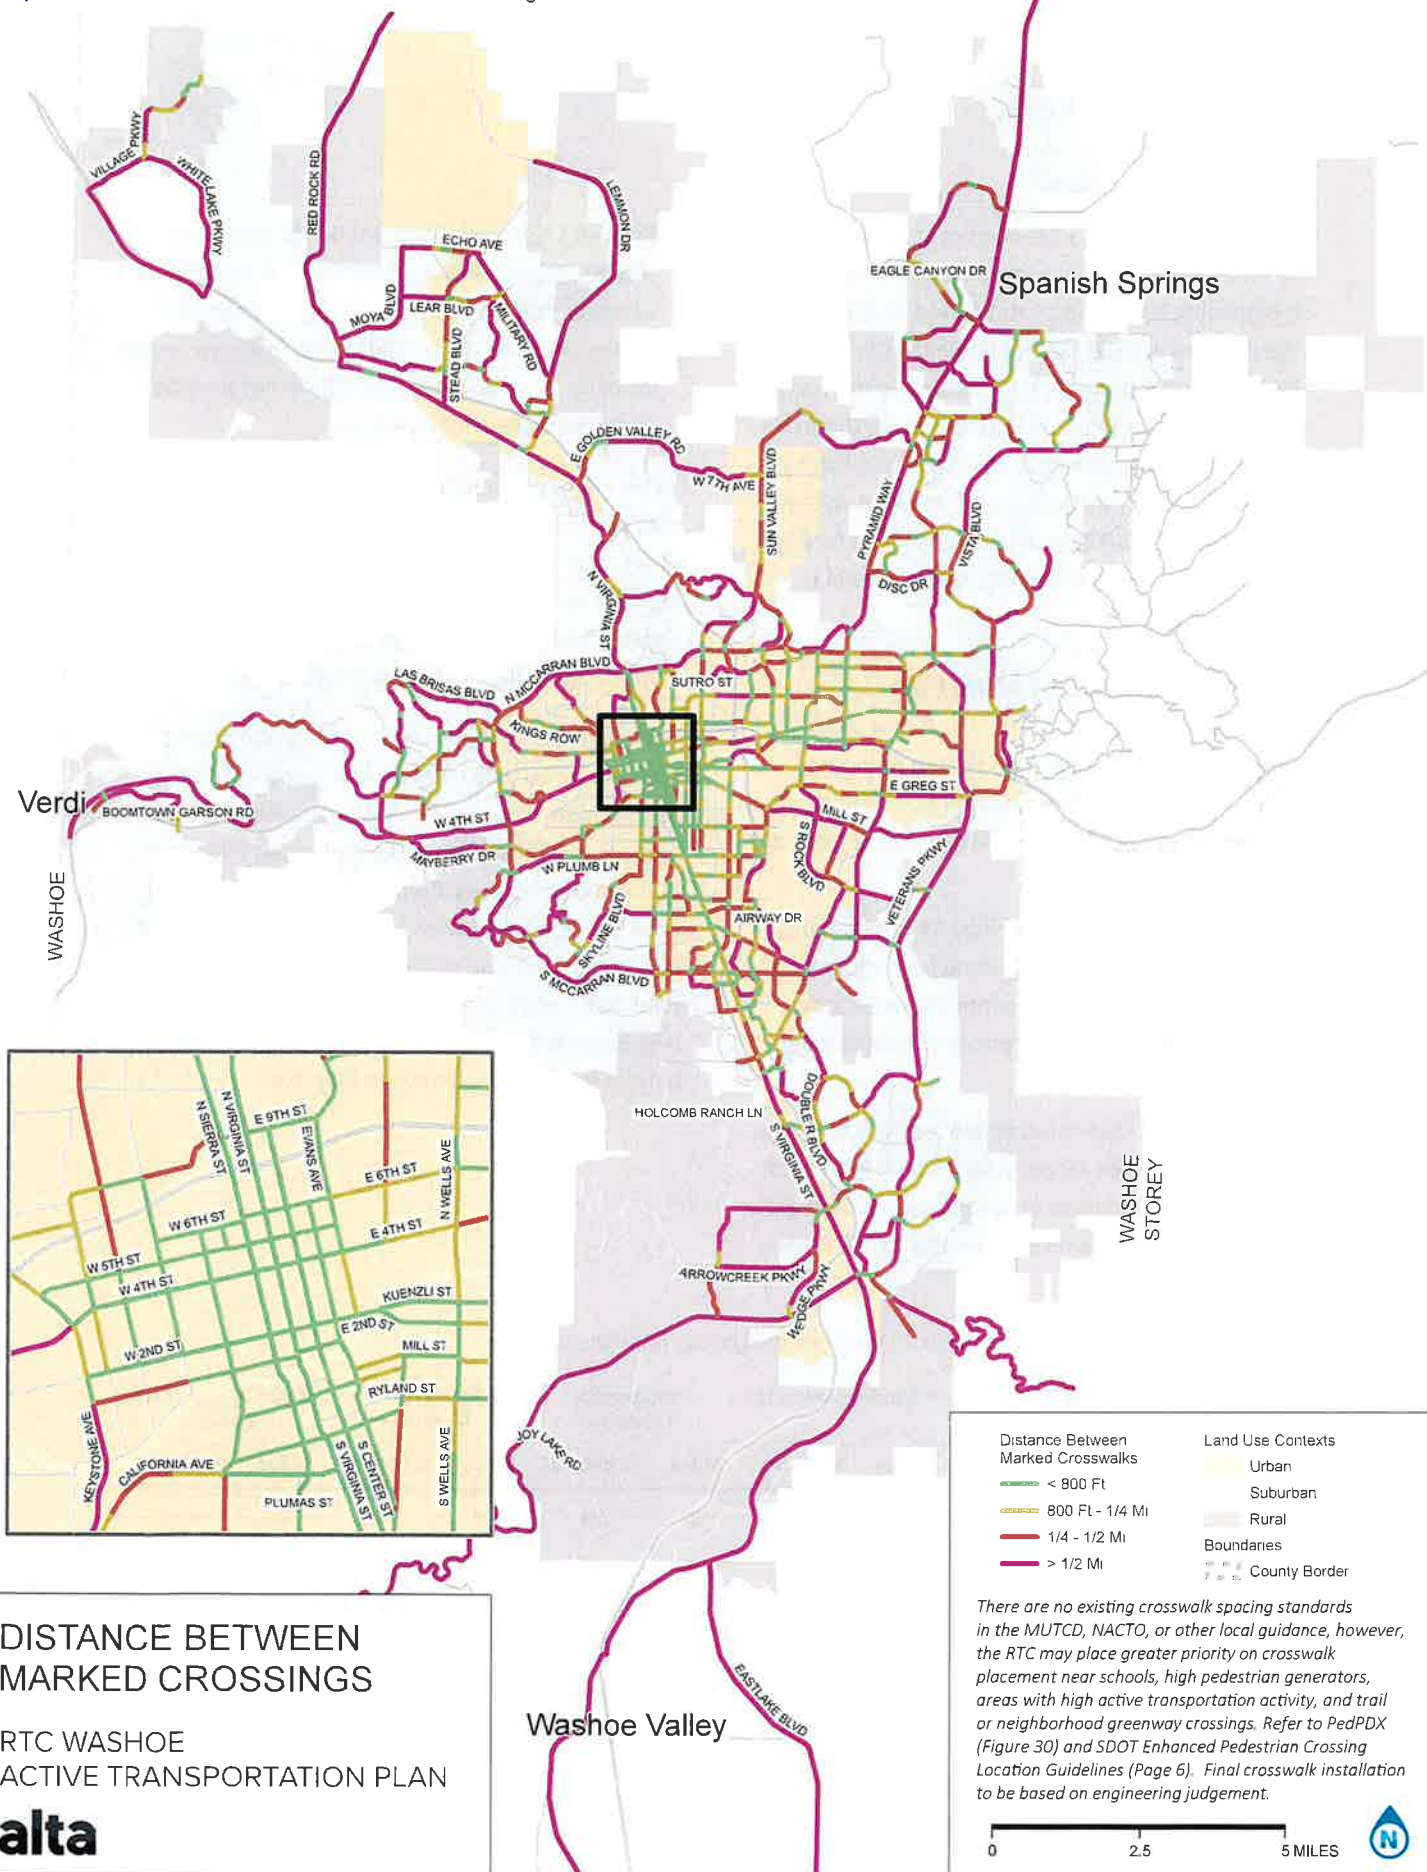 VILLAGE PKWY
WHITE LAKE PKWY
RED ROCK RD
LEMMON DR
ECHO AVE
MOYA BLVD
LEAR BLVD
MILITARY RD
STEAD BLVD
EAGLE CANYON DR
Spanish Springs
E GOLDEN VALLEY RD
W 7TH AVE
SUN VALLEY BLVD
PYRAMID WAY
VISTA BLVD
DISC DR
N VIRGINIA ST
N MCCARRAN BLVD
LAS BRISAS BLVD
SUTRO ST
KINGS ROW
Verdi
BOOMTOWN GARSON RD
E GREG ST
W 4TH ST
MILL ST
MAYBERRY DR
S ROCK BLVD
W PLUMB LN
VETERANS PKWY
WASHOE
SKYLINE BLVD
AIRWAY DR
S MCCARRAN BLVD
DOUBLE R BLVD
HOLCOMB RANCH LN
S VIRGINIA ST
WASHOE
STOREY
ARROWCREEK PKWY
WEDGE PKWY
JOY LAKE RD
N SIERRA ST
N VIRGINIA ST
E 9TH ST
EVANS AVE
E 6TH ST
N WELLS AVE
W 6TH ST
E 4TH ST
W 5TH ST
W 4TH ST
KUENZLI ST
E 2ND ST
W 2ND ST
MILL ST
RYLAND ST
KEYSTONE AVE
CALIFORNIA AVE
PLUMAS ST
S VIRGINIA ST
S CENTER ST
S WELLS AVE
Washoe Valley
EASTLAKE BLVD
DISTANCE BETWEEN
MARKED CROSSINGS
RTC WASHOE
ACTIVE TRANSPORTATION PLAN
alta
Distance Between
Marked Crosswalks
< 800 Ft
800 Ft - 1/4 Mi
1/4 - 1/2 Mi
> 1/2 Mi
Land Use Contexts
Urban
Suburban
Rural
Boundaries
County Border
There are no existing crosswalk spacing standards
in the MUTCD, NACTO, or other local guidance, however,
the RTC may place greater priority on crosswalk
placement near schools, high pedestrian generators,
areas with high active transportation activity, and trail
or neighborhood greenway crossings. Refer to PedPDX
(Figure 30) and SDOT Enhanced Pedestrian Crossing
Location Guidelines (Page 6). Final crosswalk installation
to be based on engineering judgement.
0 2.5 5 MILES
N